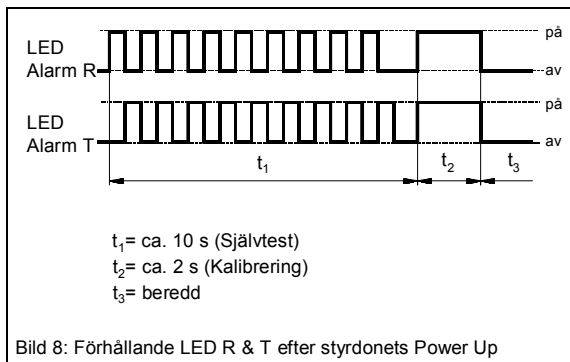 på
LED
Alarm R
av
på
LED
Alarm T
av
t1
t2
t3
t1= ca. 10 s (Självtest)
t2= ca. 2 s (Kalibrering)
t3= beredd
Bild 8: Förhållande LED R & T efter styrdonets Power Up